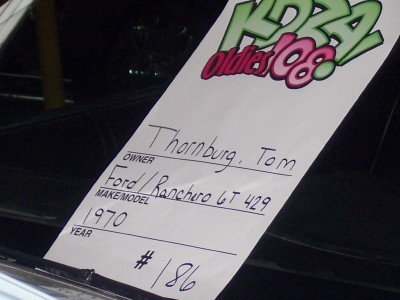 KDZA!
Oldies 108
Thornburg, Tom
OWNER
Ford/Ranchero GT 429
MAKE/MODEL
1970
YEAR
#186